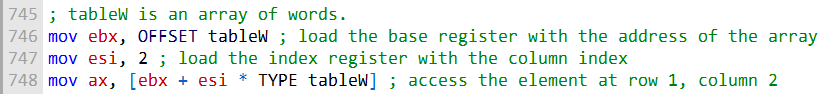 745 ; tableW is an array of words.
746 mov ebx, OFFSET tableW ; load the base register with the address of the array
747 mov esi, 2 ; load the index register with the column index
748 mov ax, [ebx + esi * TYPE tableW] ; access the element at row 1, column 2